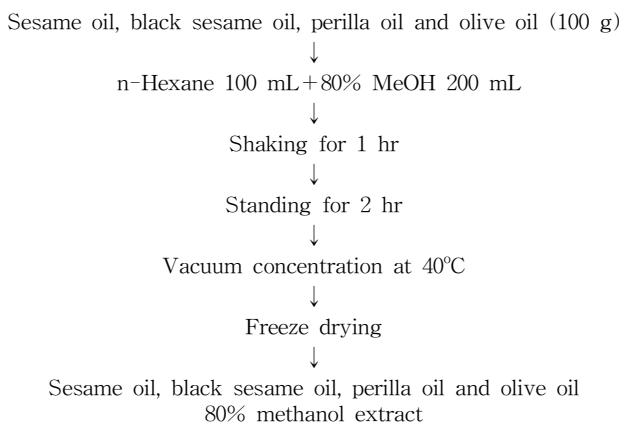 Sesame oil, black sesame oil, perilla oil and olive oil (100 g)
↓
n-Hexane 100 mL+80% MeOH 200 mL
↓
Shaking for 1 hr
↓
Standing for 2 hr
↓
Vacuum concentration at 40℃
↓
Freeze drying
↓
Sesame oil, black sesame oil, perilla oil and olive oil
80% methanol extract